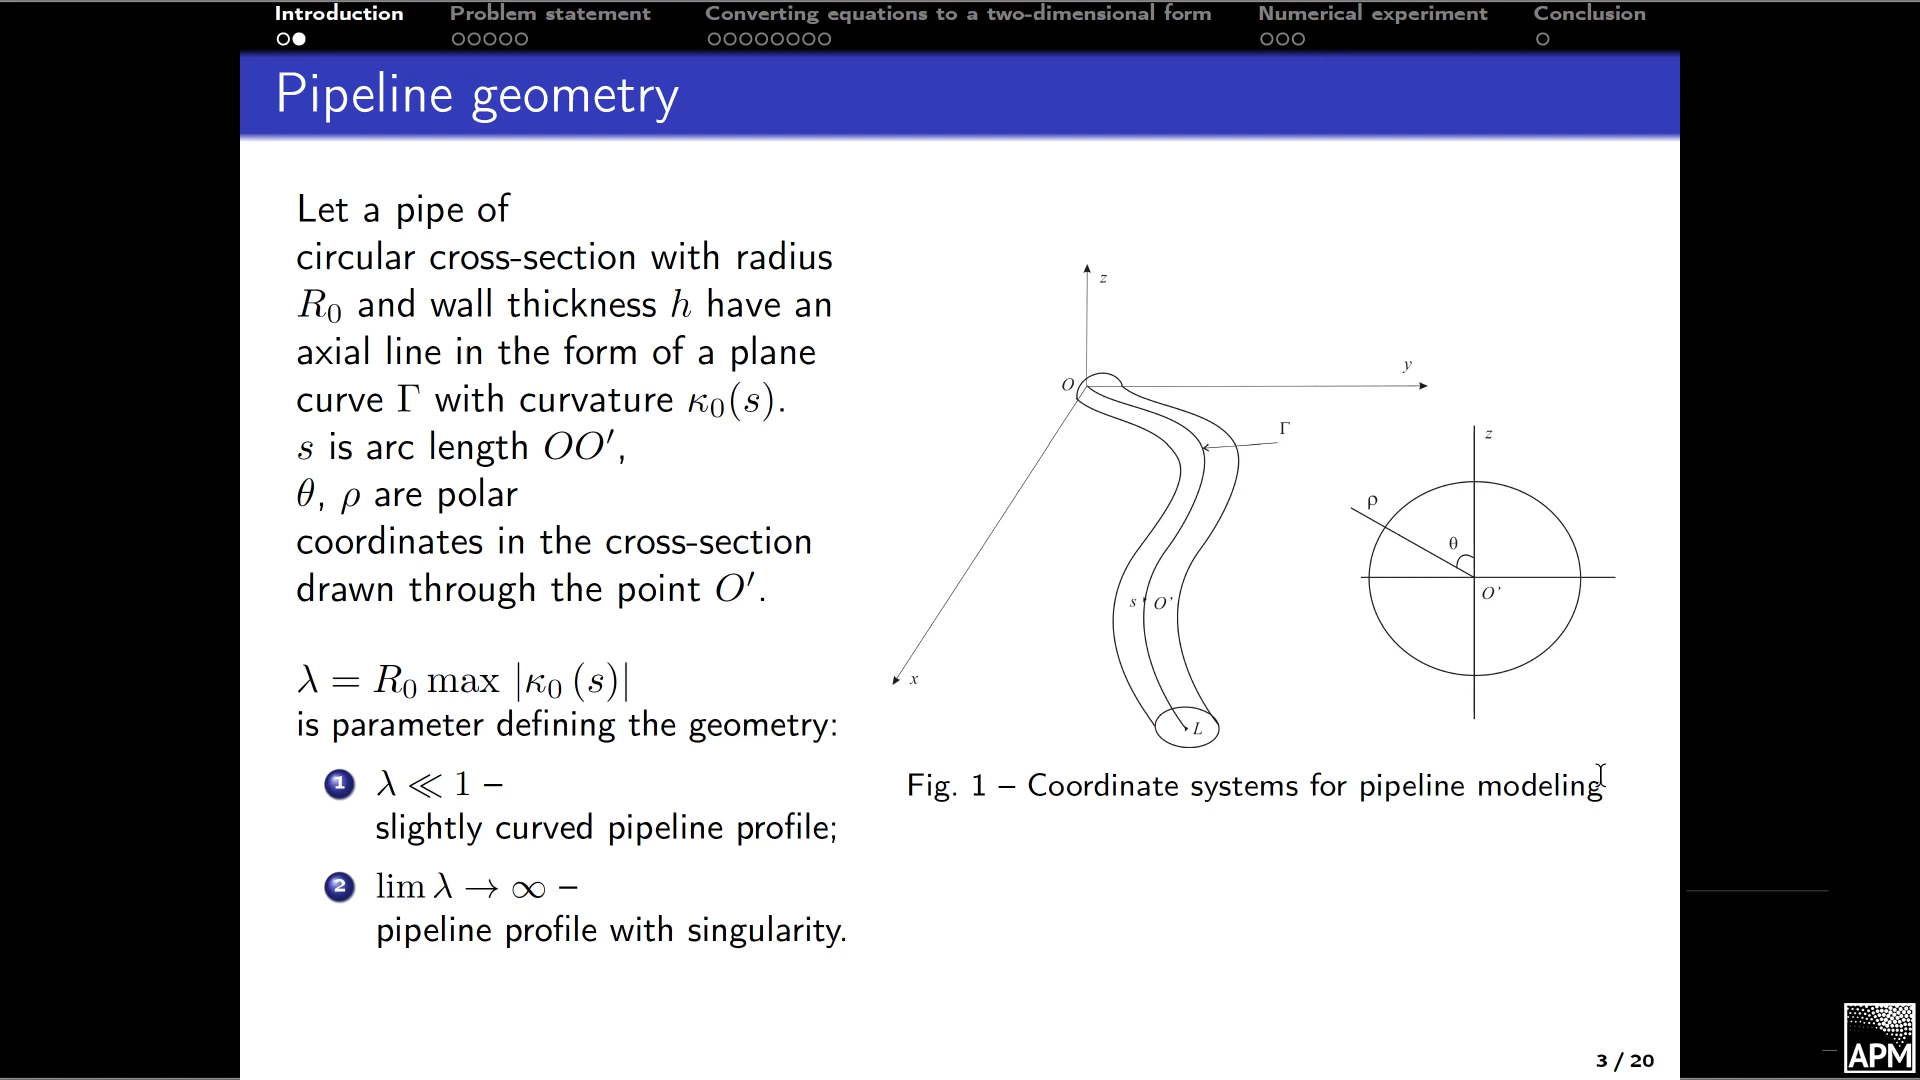 Introduction
Problem statement
Converting equations to a two-dimensional form
Numerical experiment
Conclusion
Pipeline geometry
Let a pipe of
circular cross-section with radius
R₀ and wall thickness h have an
axial line in the form of a plane
curve Γ with curvature κ₀(s).
s is arc length OO′,
θ, ρ are polar
coordinates in the cross-section
drawn through the point O′.
λ = R₀ max |κ₀ (s)|
is parameter defining the geometry:
1 λ ≪ 1 –
slightly curved pipeline profile;
2 lim λ → ∞ –
pipeline profile with singularity.
z
y
O
Γ
s O'
x
L
z
ρ
θ
O'
Fig. 1 – Coordinate systems for pipeline modeling
3 / 20
APM